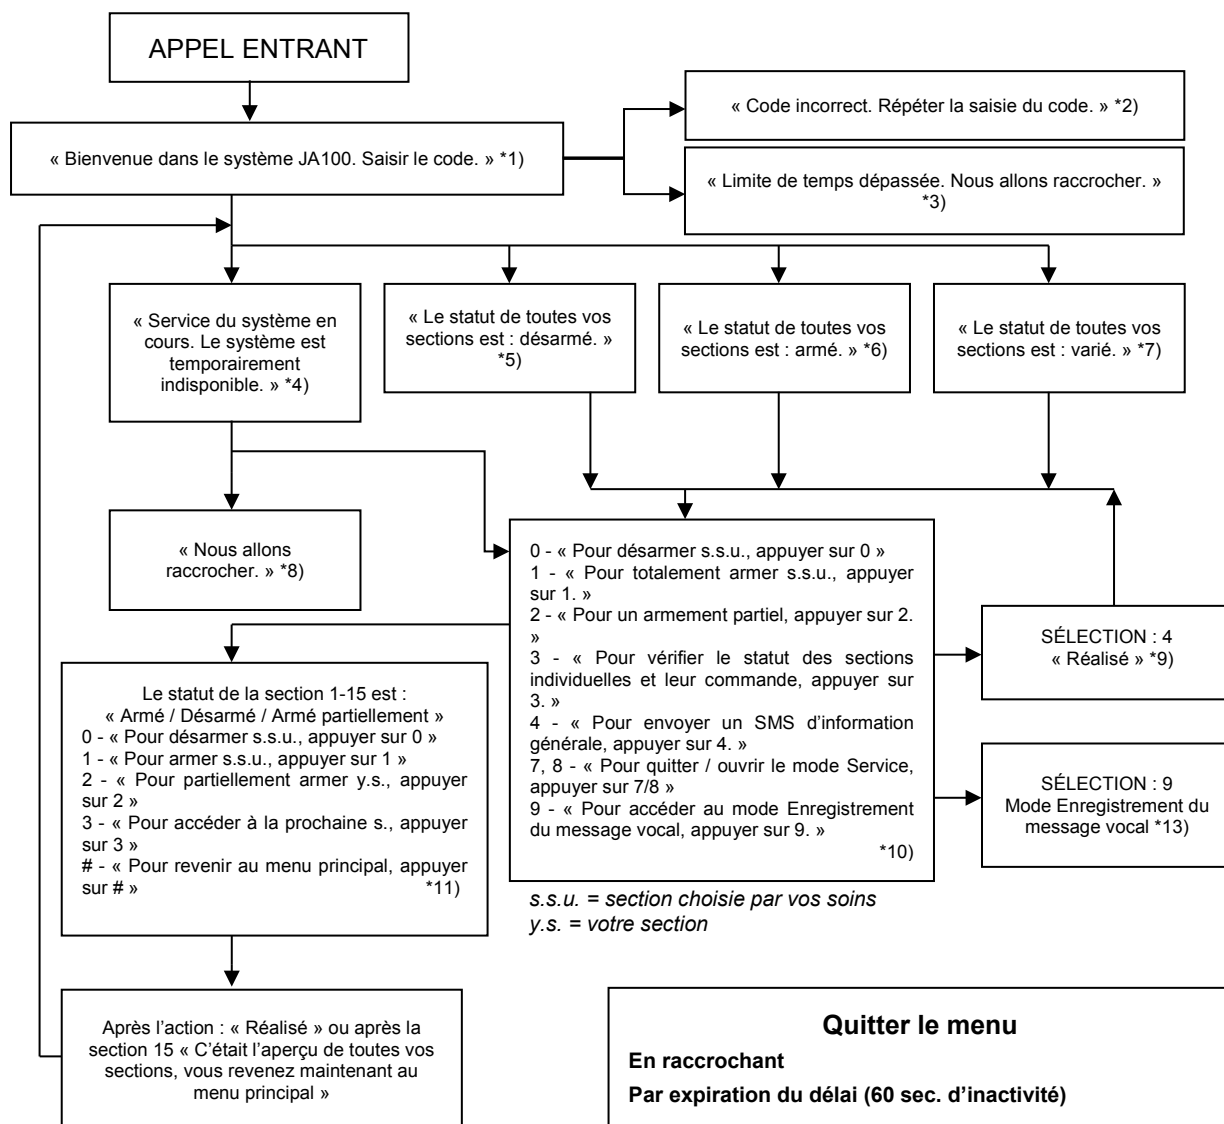 APPEL ENTRANT
« Code incorrect. Répéter la saisie du code. » *2)
« Bienvenue dans le système JA100. Saisir le code. » *1)
« Limite de temps dépassée. Nous allons raccrocher. »
*3)
« Service du système en
cours. Le système est
temporairement
indisponible. » *4)
« Le statut de toutes vos
sections est : désarmé. »
*5)
« Le statut de toutes vos
sections est : armé. » *6)
« Le statut de toutes vos
sections est : varié. » *7)
« Nous allons
raccrocher. » *8)
0 - « Pour désarmer s.s.u., appuyer sur 0 »
1 - « Pour totalement armer s.s.u., appuyer
sur 1. »
2 - « Pour un armement partiel, appuyer sur 2.
»
3 - « Pour vérifier le statut des sections
individuelles et leur commande, appuyer sur
3. »
4 - « Pour envoyer un SMS d’information
générale, appuyer sur 4. »
7, 8 - « Pour quitter / ouvrir le mode Service,
appuyer sur 7/8 »
9 - « Pour accéder au mode Enregistrement
du message vocal, appuyer sur 9. »
*10)
SÉLECTION : 4
« Réalisé » *9)
SÉLECTION : 9
Mode Enregistrement du
message vocal *13)
Le statut de la section 1-15 est :
« Armé / Désarmé / Armé partiellement »
0 - « Pour désarmer s.s.u., appuyer sur 0 »
1 - « Pour armer s.s.u., appuyer sur 1 »
2 - « Pour partiellement armer y.s., appuyer
sur 2 »
3 - « Pour accéder à la prochaine s., appuyer
sur 3 »
# - « Pour revenir au menu principal, appuyer
sur # » *11)
s.s.u. = section choisie par vos soins
y.s. = votre section
Après l’action : « Réalisé » ou après la
section 15 « C’était l’aperçu de toutes vos
sections, vous revenez maintenant au
menu principal »
Quitter le menu
En raccrochant
Par expiration du délai (60 sec. d’inactivité)